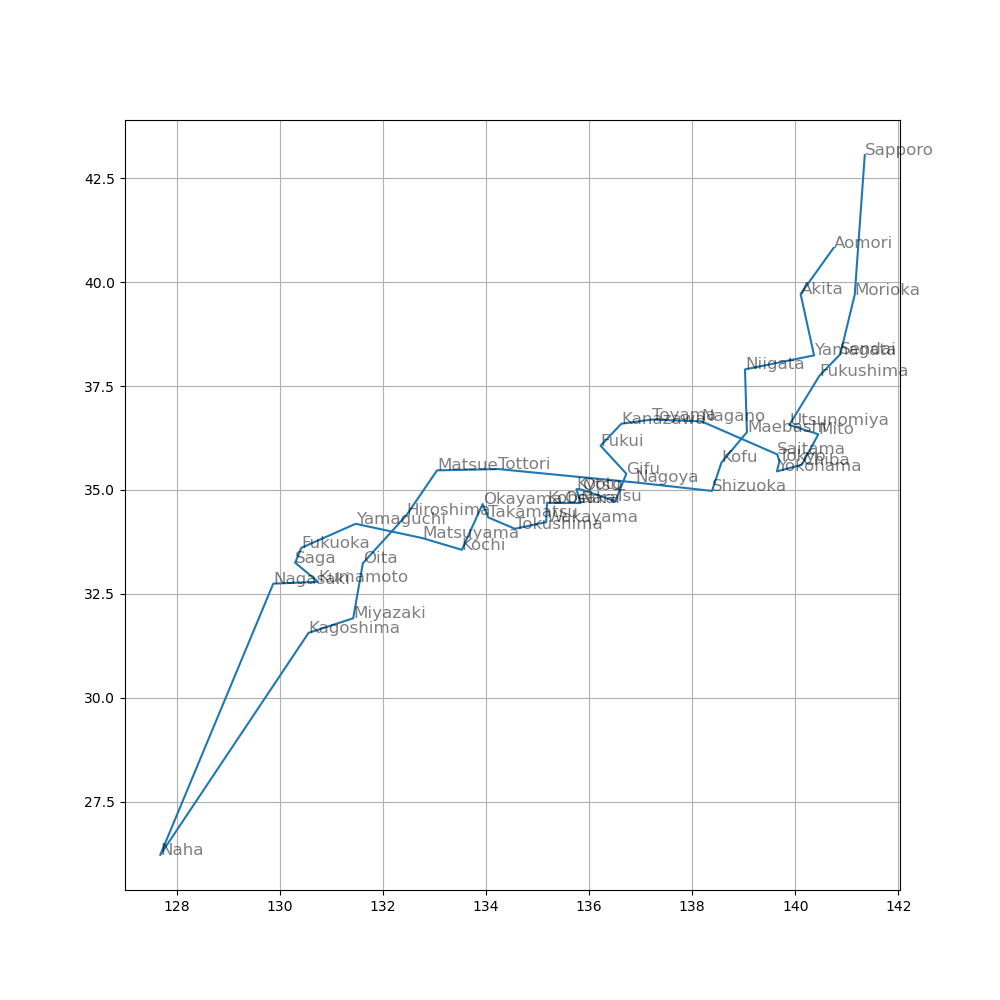 42.5
40.0
37.5
35.0
32.5
30.0
27.5
128
130
132
134
136
138
140
142
Sapporo
Aomori
Akita
Morioka
Yamagata
Sendai
Niigata
Fukushima
Toyama
Nagano
Kanazawa
Utsunomiya
Maebashi
Mito
Fukui
Saitama
Tokyo
Chiba
Yokohama
Kofu
Gifu
Nagoya
Shizuoka
Matsue
Tottori
Kyoto
Otsu
Tsu
Kobe
Osaka
Nara
Okayama
Hiroshima
Takamatsu
Wakayama
Tokushima
Yamaguchi
Matsuyama
Kochi
Fukuoka
Saga
Oita
Nagasaki
Kumamoto
Miyazaki
Kagoshima
Naha